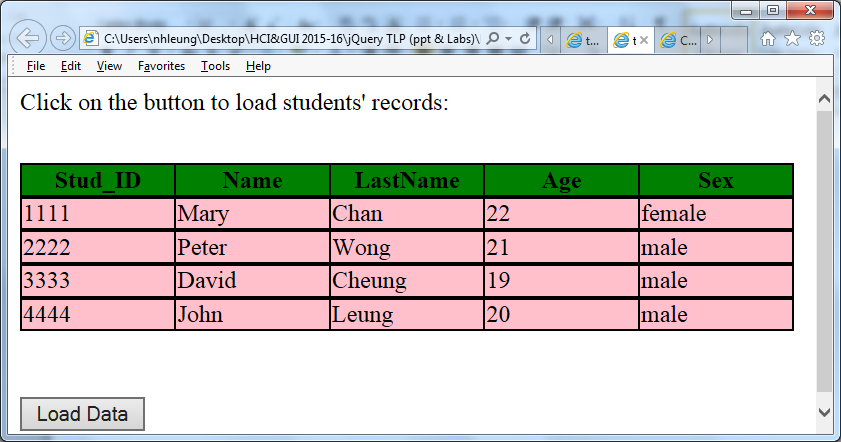 C:\Users\nhleung\Desktop\HCI&GUI 2015-16\jQuery TLP (ppt & Labs)\
t... t C...
File Edit View Favorites Tools Help
Click on the button to load students' records:
Stud_ID Name LastName Age Sex
1111 Mary Chan 22 female
2222 Peter Wong 21 male
3333 David Cheung 19 male
4444 John Leung 20 male
Load Data